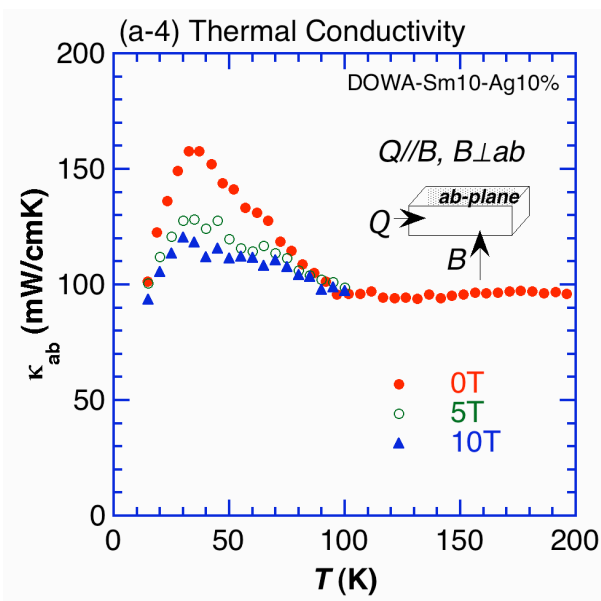 (a-4) Thermal Conductivity
200
DOWA-Sm10-Ag10%
Q//B, B⊥ab
150
ab-plane
Q
B
κab (mW/cmK)
100
0T
50
5T
10T
0
0 50 100 150 200
T (K)